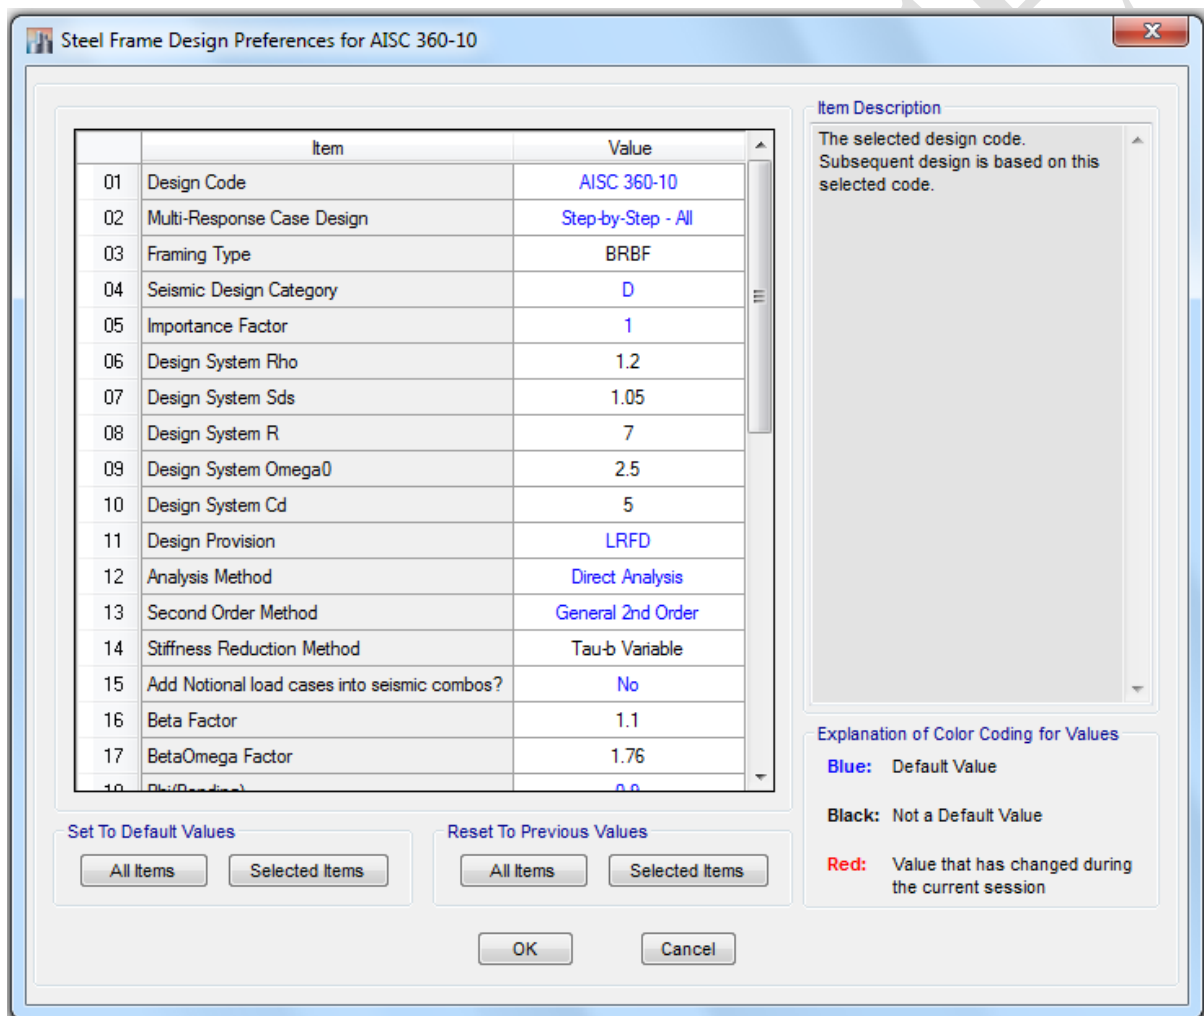 Steel Frame Design Preferences for AISC 360-10
Item Value
01 Design Code AISC 360-10
02 Multi-Response Case Design Step-by-Step - All
03 Framing Type BRBF
04 Seismic Design Category D
05 Importance Factor 1
06 Design System Rho 1.2
07 Design System Sds 1.05
08 Design System R 7
09 Design System Omega0 2.5
10 Design System Cd 5
11 Design Provision LRFD
12 Analysis Method Direct Analysis
13 Second Order Method General 2nd Order
14 Stiffness Reduction Method Tau-b Variable
15 Add Notional load cases into seismic combos? No
16 Beta Factor 1.1
17 BetaOmega Factor 1.76
18 Phi(Bending) 0.9
Set To Default Values
All Items Selected Items
Reset To Previous Values
All Items Selected Items
Item Description
The selected design code.
Subsequent design is based on this
selected code.
Explanation of Color Coding for Values
Blue: Default Value
Black: Not a Default Value
Red: Value that has changed during
the current session
OK Cancel